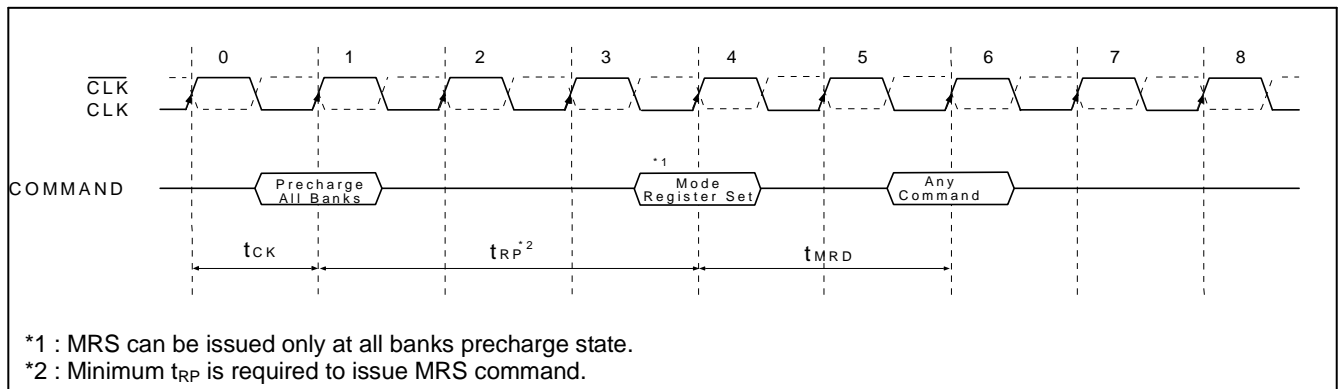 0 1 2 3 4 5 6 7 8
CLK
CLK
COMMAND
Precharge
All Banks
*1
Mode
Register Set
Any
Command
tCK
tRP*2
tMRD
*1 : MRS can be issued only at all banks precharge state.
*2 : Minimum tRP is required to issue MRS command.